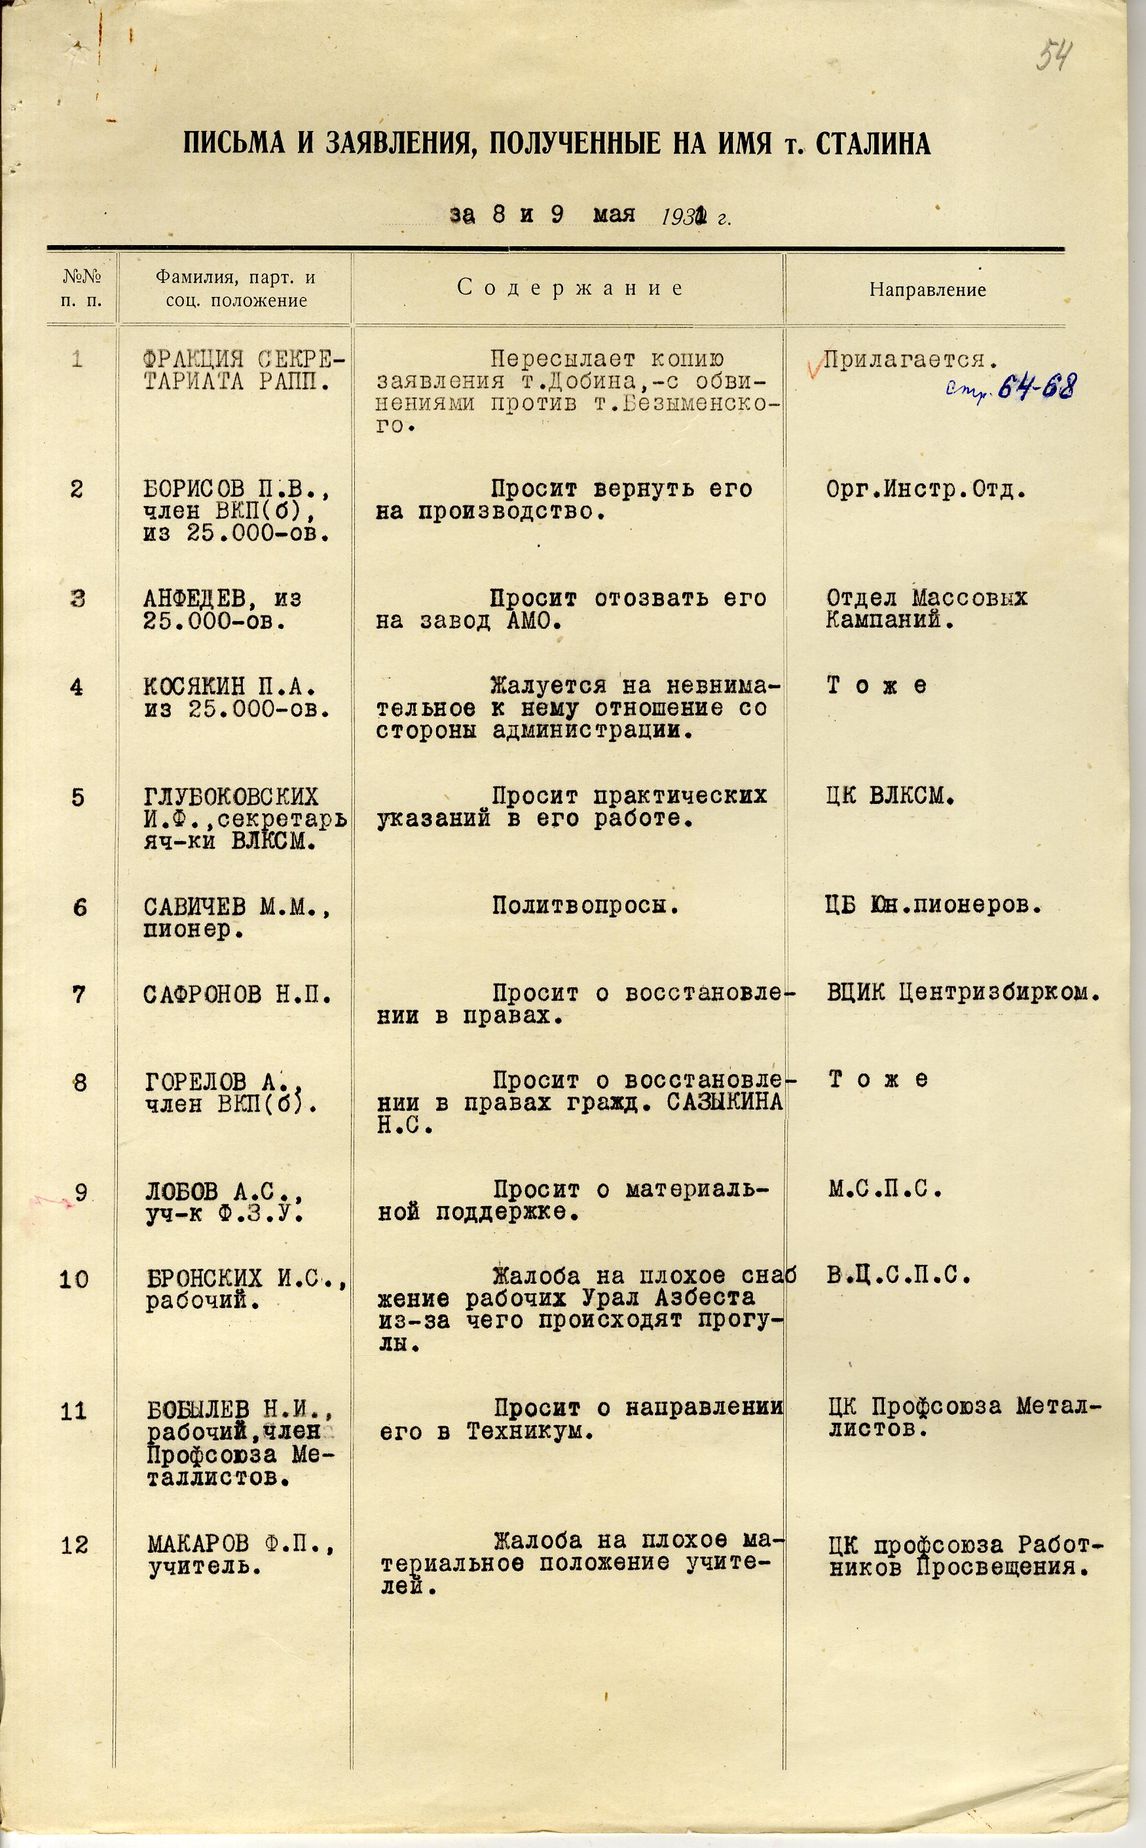 54
ПИСЬМА И ЗАЯВЛЕНИЯ, ПОЛУЧЕННЫЕ НА ИМЯ т. СТАЛИНА
за 8 и 9 мая 1931 г.
№№ п. п.
Фамилия, парт. и соц. положение
Содержание
Направление
1
ФРАКЦИЯ СЕКРЕ-
ТАРИАТА РАПП.
Пересылает копию
заявления т.Добина,-с обви-
нениями против т.Безыменско-
го.
Прилагается.
стр. 64-68
2
БОРИСОВ П.В.,
член ВКП(б),
из 25.000-ов.
Просит вернуть его
на производство.
Орг.Инстр.Отд.
3
АНФЕДЕВ, из
25.000-ов.
Просит отозвать его
на завод АМО.
Отдел Массовых
Кампаний.
4
КОСЯКИН П.А.
из 25.000-ов.
Жалуется на невнима-
тельное к нему отношение со
стороны администрации.
Тоже
5
ГЛУБОКОВСКИХ
И.Ф.,секретарь
яч-ки ВЛКСМ.
Просит практических
указаний в его работе.
ЦК ВЛКСМ.
6
САВИЧЕВ М.М.,
пионер.
Политвопросы.
ЦБ Юн.пионеров.
7
САФРОНОВ Н.П.
Просит о восстановле-
нии в правах.
ВЦИК Центризбирком.
8
ГОРЕЛОВ А.,
член ВКП(б).
Просит о восстановле-
нии в правах гражд. САЗЫКИНА
Н.С.
Тоже
9
ЛОБОВ А.С.,
уч-к Ф.З.У.
Просит о материаль-
ной поддержке.
М.С.П.С.
10
БРОНСКИХ И.С.,
рабочий.
Жалоба на плохое снаб
жение рабочих Урал Азбеста
из-за чего происходят прогу-
лы.
В.Ц.С.П.С.
11
БОБЫЛЕВ Н.И.,
рабочий,член
Профсоюза Ме-
таллистов.
Просит о направлении
его в Техникум.
ЦК Профсоюза Метал-
листов.
12
МАКАРОВ Ф.П.,
учитель.
Жалоба на плохое ма-
териальное положение учите-
лей.
ЦК профсоюза Работ-
ников Просвещения.